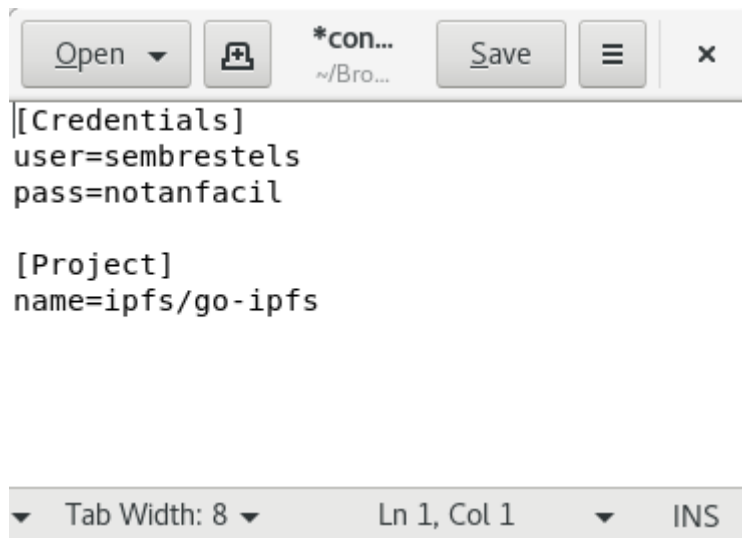 Open
*con...
~/Bro...
Save
[Credentials]
user=sembrestels
pass=notanfacil
[Project]
name=ipfs/go-ipfs
Tab Width: 8
Ln 1, Col 1
INS